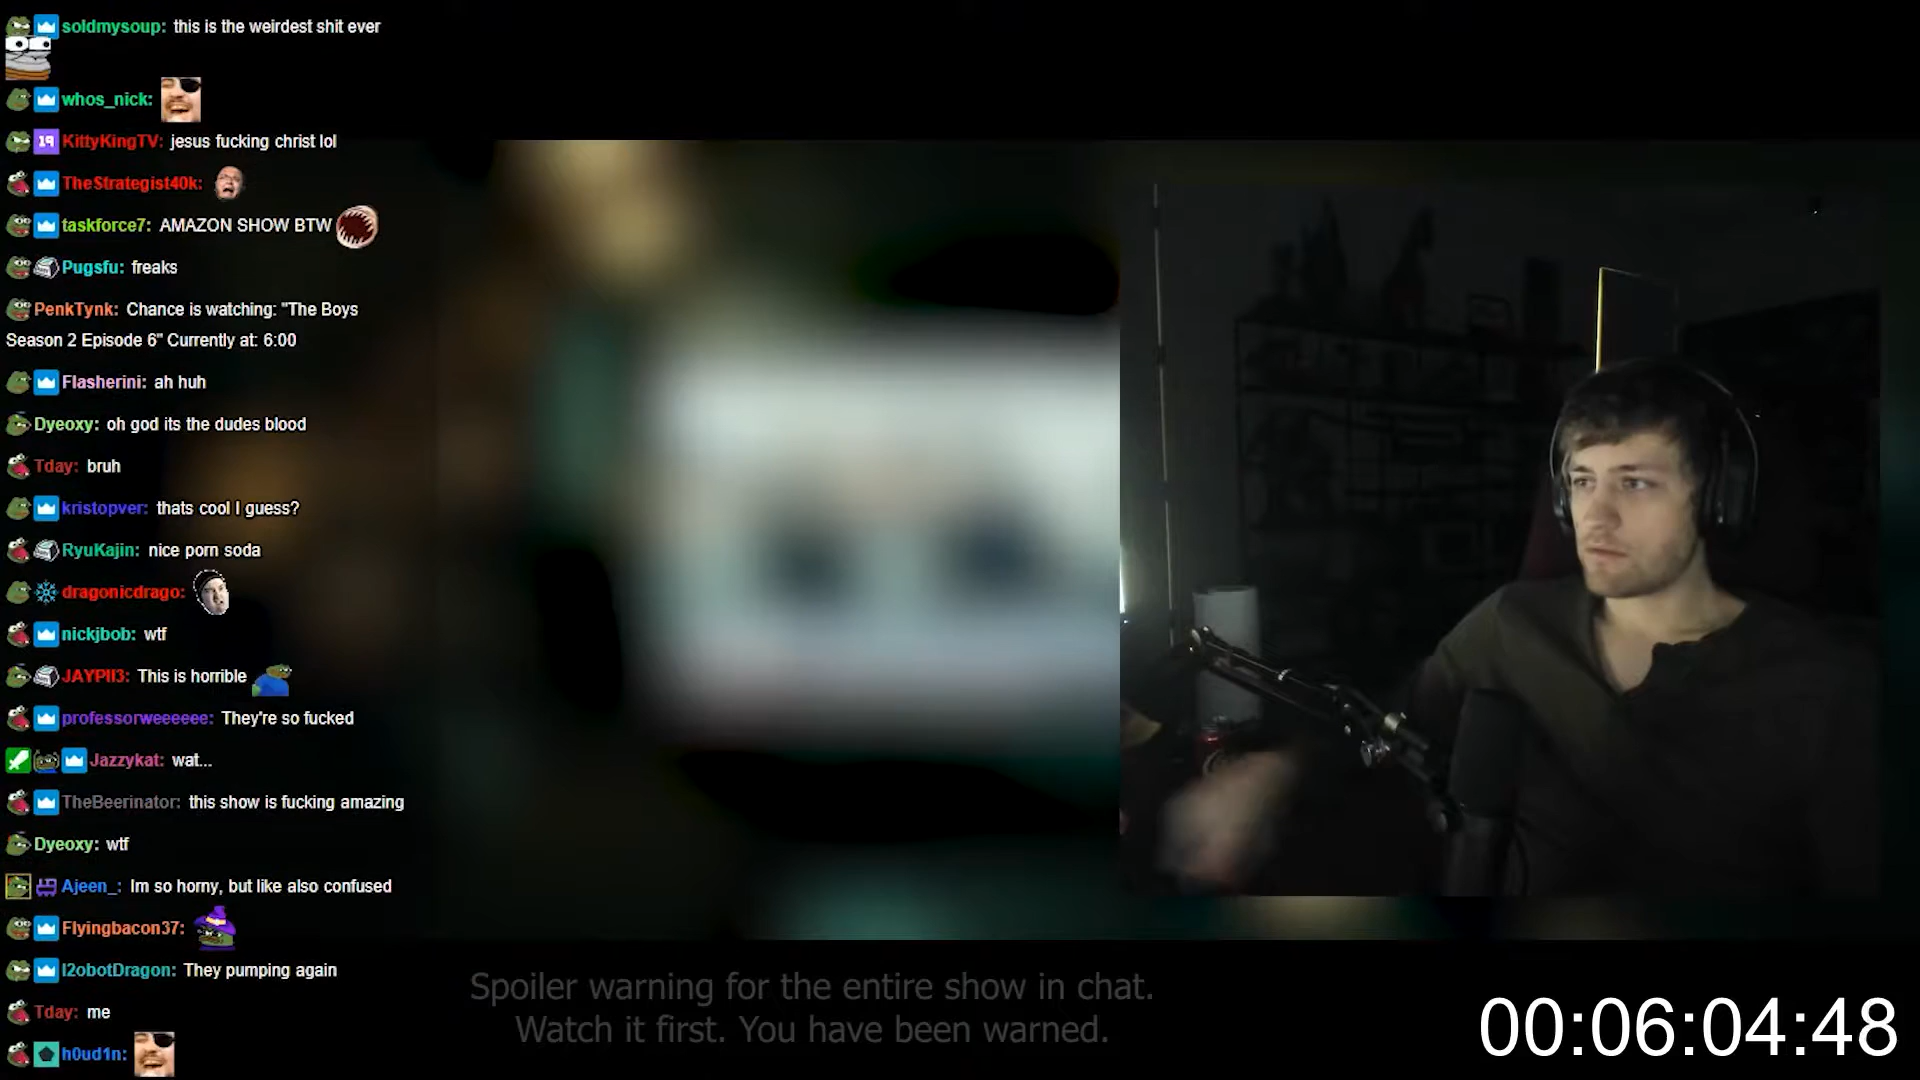 soldmysoup: this is the weirdest shit ever
whos_nick:
19 KittyKingTV: jesus fucking christ lol
TheStrategist40k:
taskforce7: AMAZON SHOW BTW
Pugsfu: freaks
PenkTynk: Chance is watching: "The Boys
Season 2 Episode 6" Currently at: 6:00
Flasherini: ah huh
Dyeoxy: oh god its the dudes blood
Tday: bruh
kristopver: thats cool I guess?
RyuKajin: nice porn soda
dragonicdrago:
nickjbob: wtf
JAYPII3: This is horrible
professorweeeeee: They're so fucked
Jazzykat: wat...
TheBeerinator: this show is fucking amazing
Dyeoxy: wtf
Ajeen_: Im so horny, but like also confused
Flyingbacon37:
I2obotDragon: They pumping again
Tday: me
h0ud1n:
Spoiler warning for the entire show in chat.
Watch it first. You have been warned.
00:06:04:48